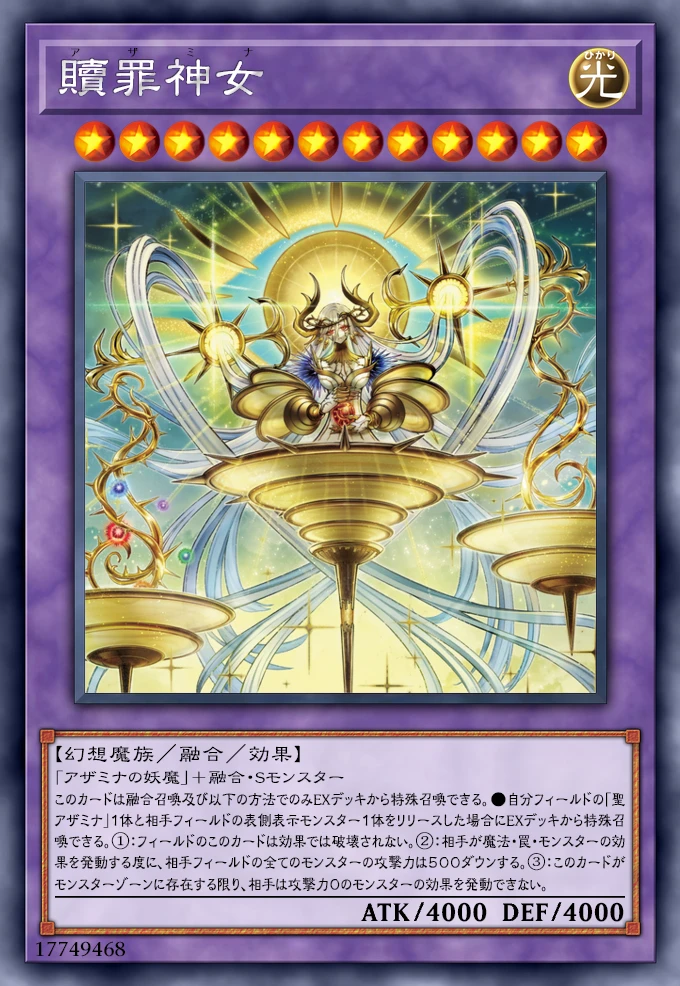 アザミナ
贖罪神女
ひかり
光
【幻想魔族／融合／効果】
「アザミナの妖魔」＋融合・Sモンスター
このカードは融合召喚及び以下の方法でのみEXデッキから特殊召喚できる。●自分フィールドの「聖
アザミナ」1体と相手フィールドの表側表示モンスター1体をリリースした場合にEXデッキから特殊召
喚できる。①：フィールドのこのカードは効果では破壊されない。②：相手が魔法・罠・モンスターの効
果を発動する度に、相手フィールドの全てのモンスターの攻撃力は500ダウンする。③：このカードが
モンスターゾーンに存在する限り、相手は攻撃力0のモンスターの効果を発動できない。
ATK/4000 DEF/4000
17749468